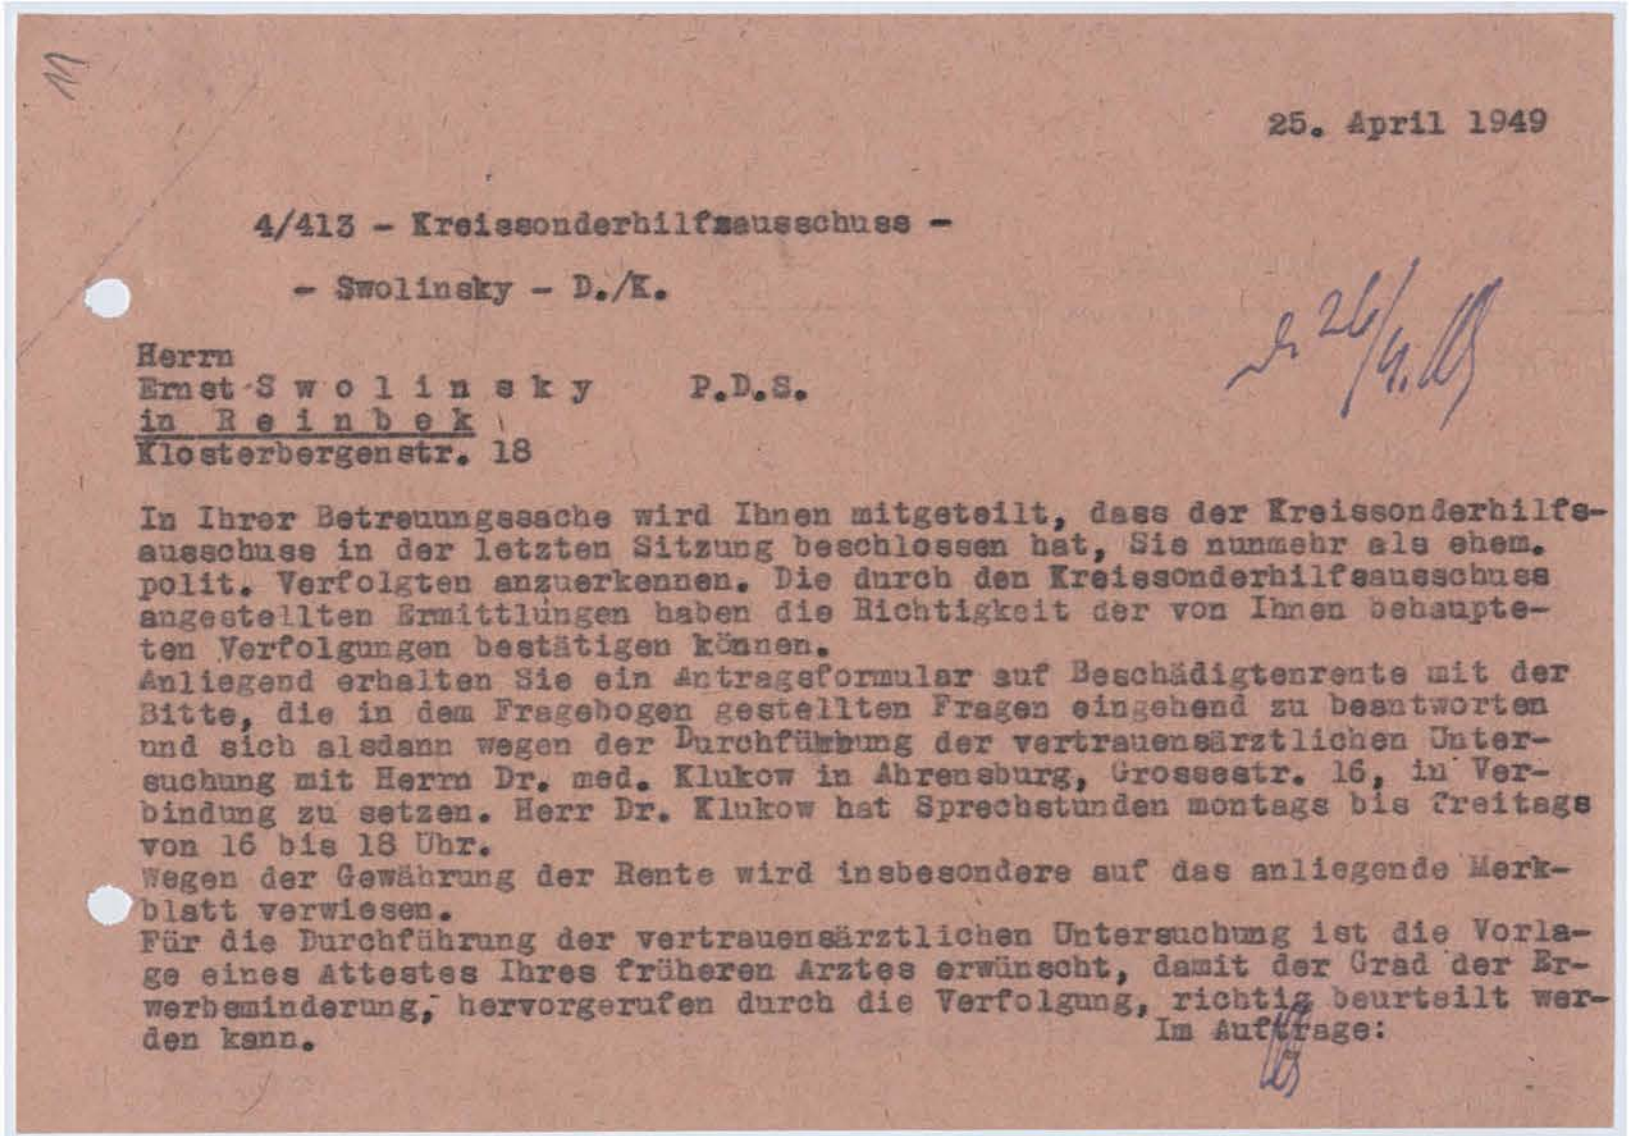 11
25. April 1949
4/413 - Kreissonderhilfsausschuss -
- Swolinsky - D./K.
26/4.
Herrn
Ernst S w o l i n s k y P.D.S.
in R e i n b e k
Klosterbergenstr. 18
In Ihrer Betreuungssache wird Ihnen mitgeteilt, dass der Kreissonderhilfs-
ausschuss in der letzten Sitzung beschlossen hat, Sie nunmehr als ehem.
polit. Verfolgten anzuerkennen. Die durch den Kreissonderhilfsausschuss
angestellten Ermittlungen haben die Richtigkeit der von Ihnen behaupte-
ten Verfolgungen bestätigen können.
Anliegend erhalten Sie ein Antragsformular auf Beschädigtenrente mit der
Bitte, die in dem Fragebogen gestellten Fragen eingehend zu beantworten
und sich alsdann wegen der Durchführung der vertrauensärztlichen Unter-
suchung mit Herrn Dr. med. Klukow in Ahrensburg, Grossestr. 16, in Ver-
bindung zu setzen. Herr Dr. Klukow hat Sprechstunden montags bis freitags
von 16 bis 18 Uhr.
Wegen der Gewährung der Rente wird insbesondere auf das anliegende Merk-
blatt verwiesen.
Für die Durchführung der vertrauensärztlichen Untersuchung ist die Vorla-
ge eines Attestes Ihres früheren Arztes erwünscht, damit der Grad der Er-
werbsminderung, hervorgerufen durch die Verfolgung, richtig beurteilt wer-
den kann.
Im Auftrage: